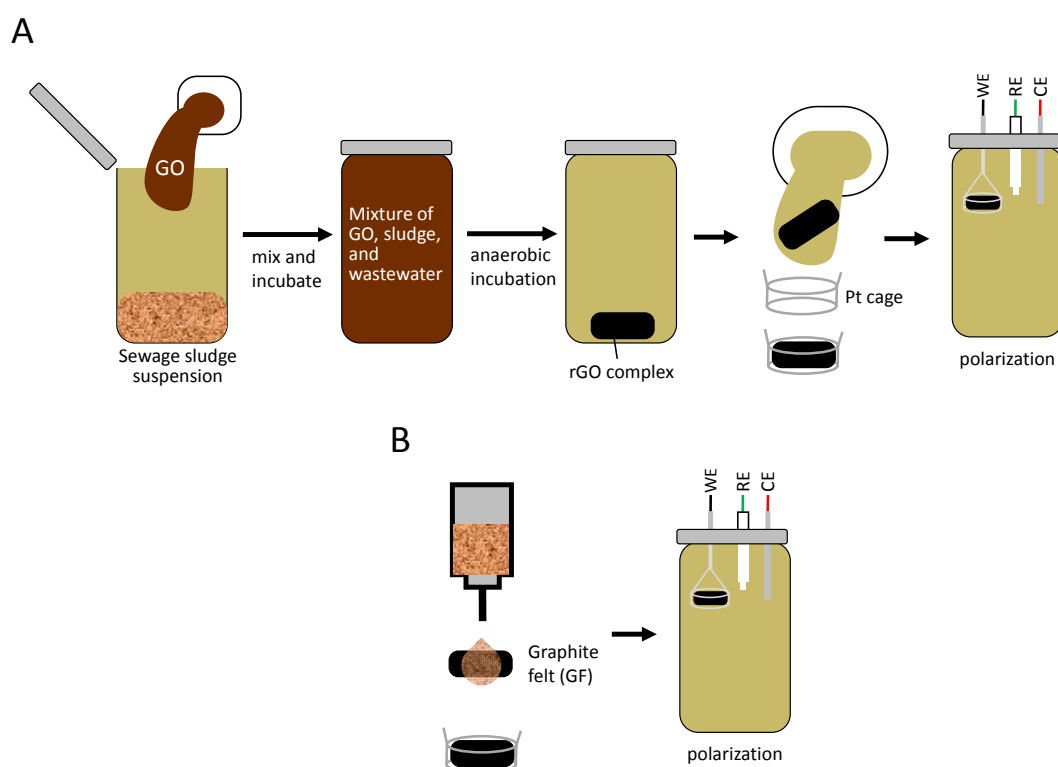 A
GO
Sewage sludge
suspension
mix and
incubate
Mixture of
GO, sludge,
and
wastewater
anaerobic
incubation
rGO complex
Pt cage
WE
RE
CE
polarization
B
Graphite
felt (GF)
WE
RE
CE
polarization